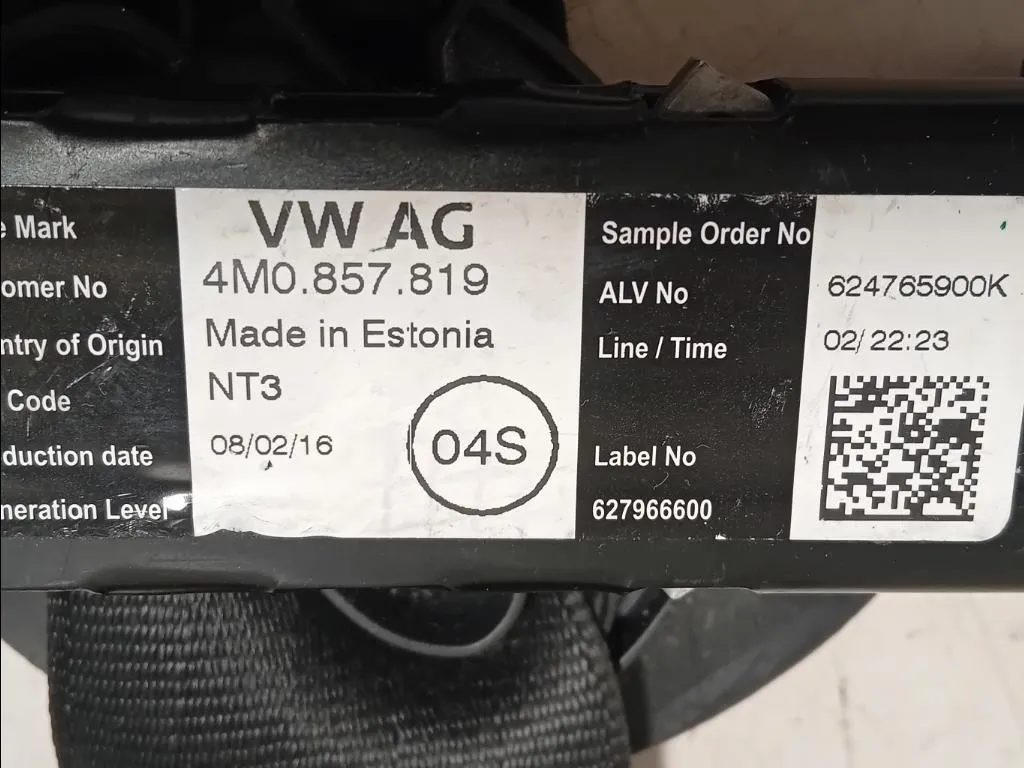 e Mark VW AG
omer No 4M0.857.819
ntry of Origin Made in Estonia
Code NT3
duction date 08/02/16
neration Level
04S
Sample Order No
ALV No 624765900K
Line / Time 02/ 22:23
Label No
627966600